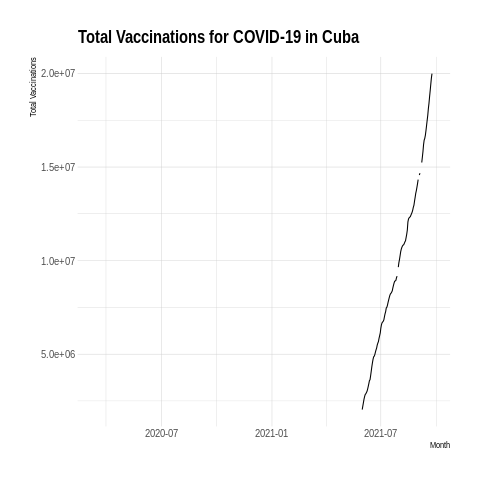 Total Vaccinations for COVID-19 in Cuba
Total Vaccinations
2.0e+07
1.5e+07
1.0e+07
5.0e+06
2020-07 2021-01 2021-07
Month